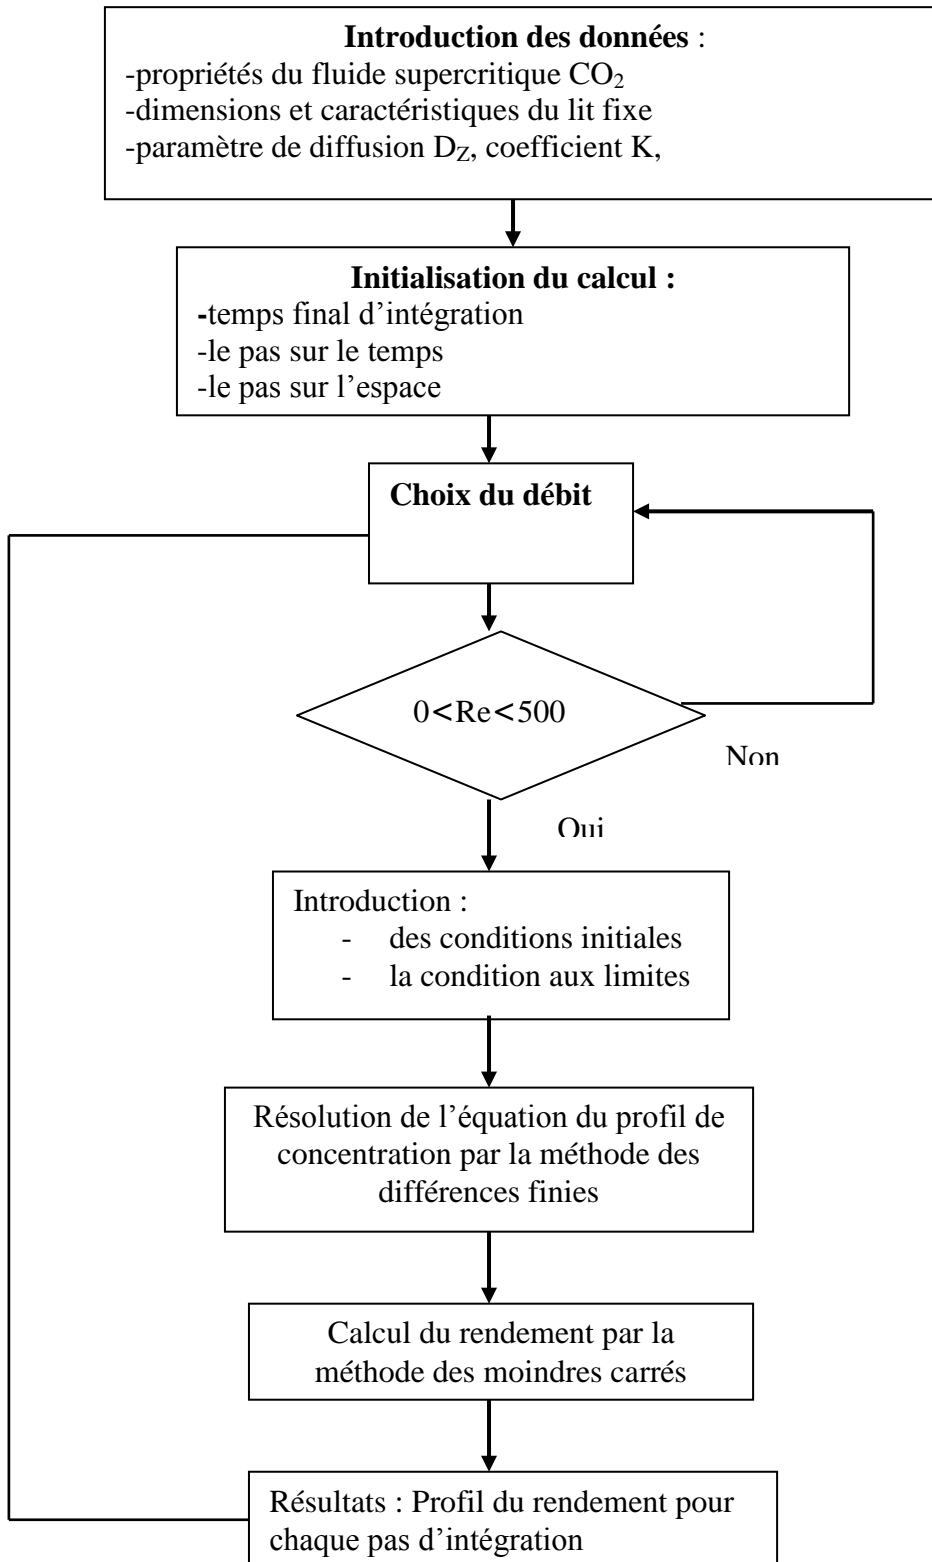 Introduction des données :
-propriétés du fluide supercritique CO₂
-dimensions et caractéristiques du lit fixe
-paramètre de diffusion D_Z, coefficient K,
Initialisation du calcul :
-temps final d’intégration
-le pas sur le temps
-le pas sur l’espace
Choix du débit
0<Re<500
Non
Oui
Introduction :
- des conditions initiales
- la condition aux limites
Résolution de l’équation du profil de
concentration par la méthode des
différences finies
Calcul du rendement par la
méthode des moindres carrés
Résultats : Profil du rendement pour
chaque pas d’intégration